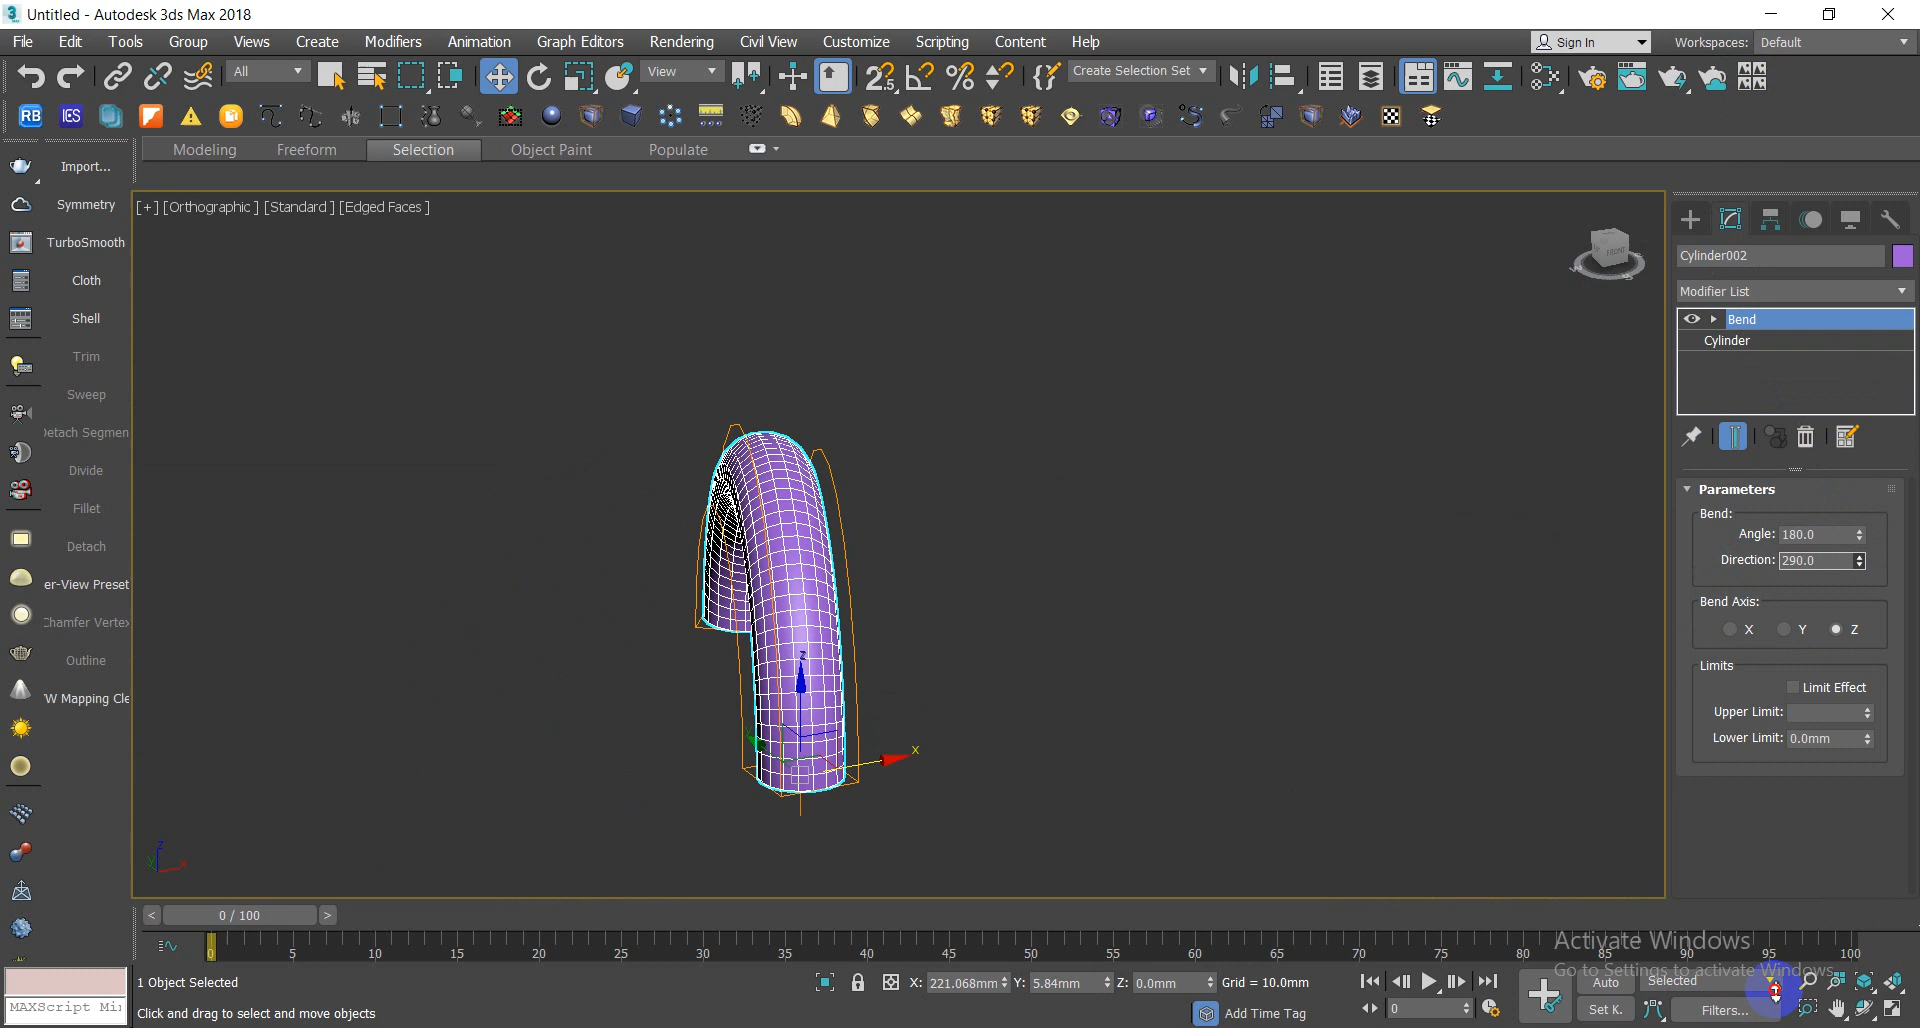 Untitled - Autodesk 3ds Max 2018
File Edit Tools Group Views Create Modifiers Animation Graph Editors Rendering Civil View Customize Scripting Content Help
Sign In Workspaces: Default
All View Create Selection Set
RB ICS
Modeling Freeform Selection Object Paint Populate
Import...
Symmetry
TurboSmooth
Cloth
Shell
Trim
Sweep
Detach Segmen
Divide
Fillet
Detach
er-View Preset
Chamfer Vertex
Outline
W Mapping Cle
[+] [Orthographic] [Standard] [Edged Faces]
FRONT
Z
X
Cylinder002
Modifier List
Bend
Cylinder
Parameters
Bend:
Angle: 180.0
Direction: 290.0
Bend Axis:
X Y Z
Limits
Limit Effect
Upper Limit:
Lower Limit: 0.0mm
< 0 / 100 >
0 5 10 15 20 25 30 35 40 45 50 55 60 65 70 75 80 85 90 95 100
Activate Windows
Go to Settings to activate Windows.
1 Object Selected
X: 221.068mm Y: 5.84mm Z: 0.0mm Grid = 10.0mm
Auto Selected
MAXScript Mi
Click and drag to select and move objects
Add Time Tag
0
Set K. Filters...